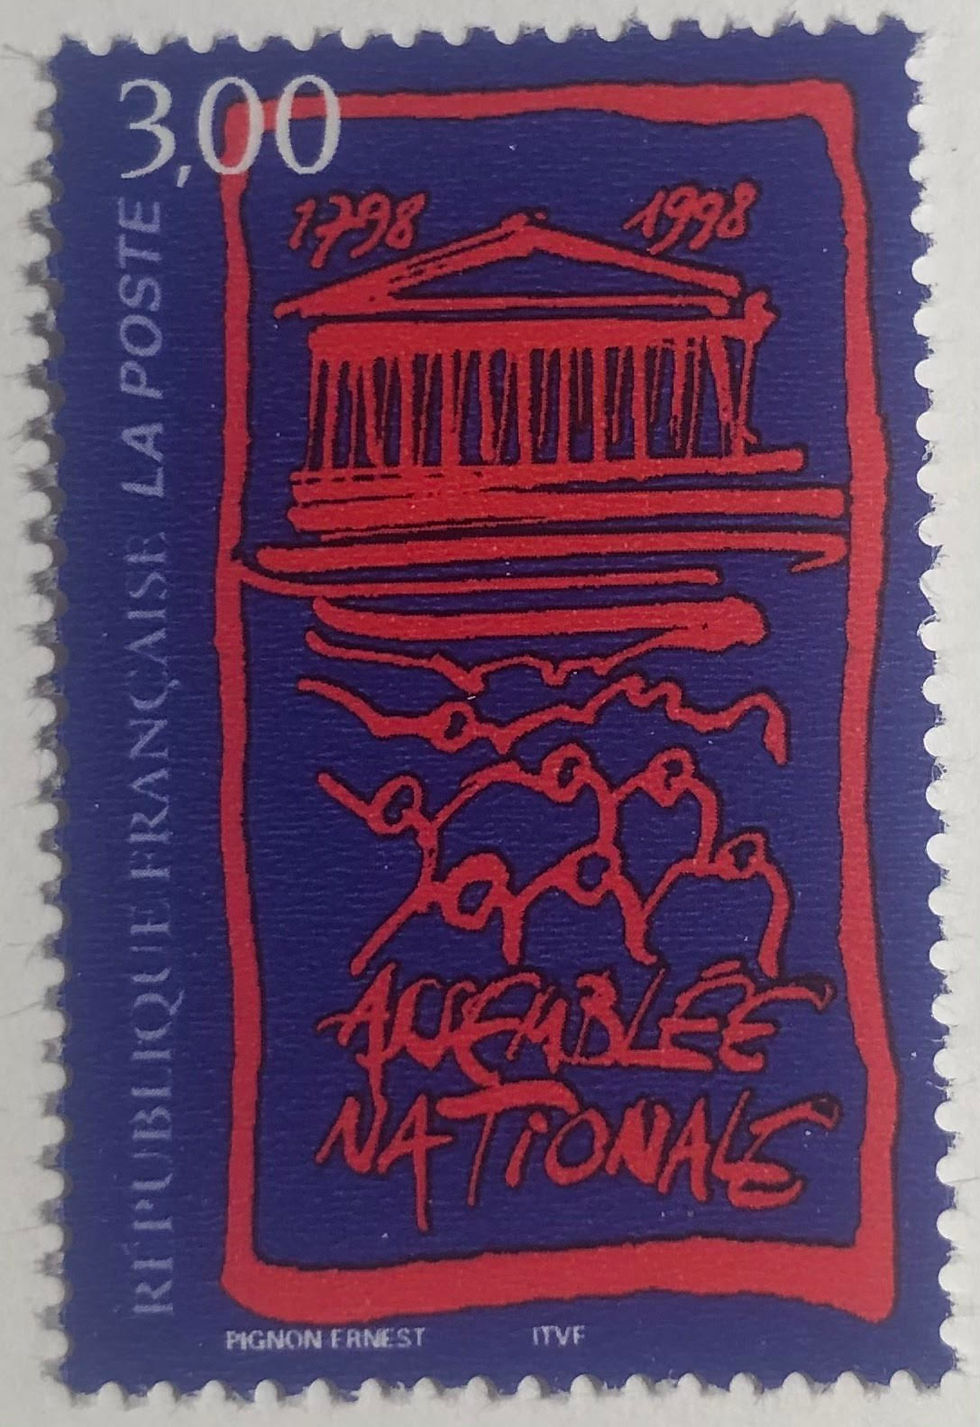 3,00
RÉPUBLIQUE FRANÇAISE LA POSTE
1798 1998
ASSEMBLÉE
NATIONALE
PIGNON ERNEST ITVF